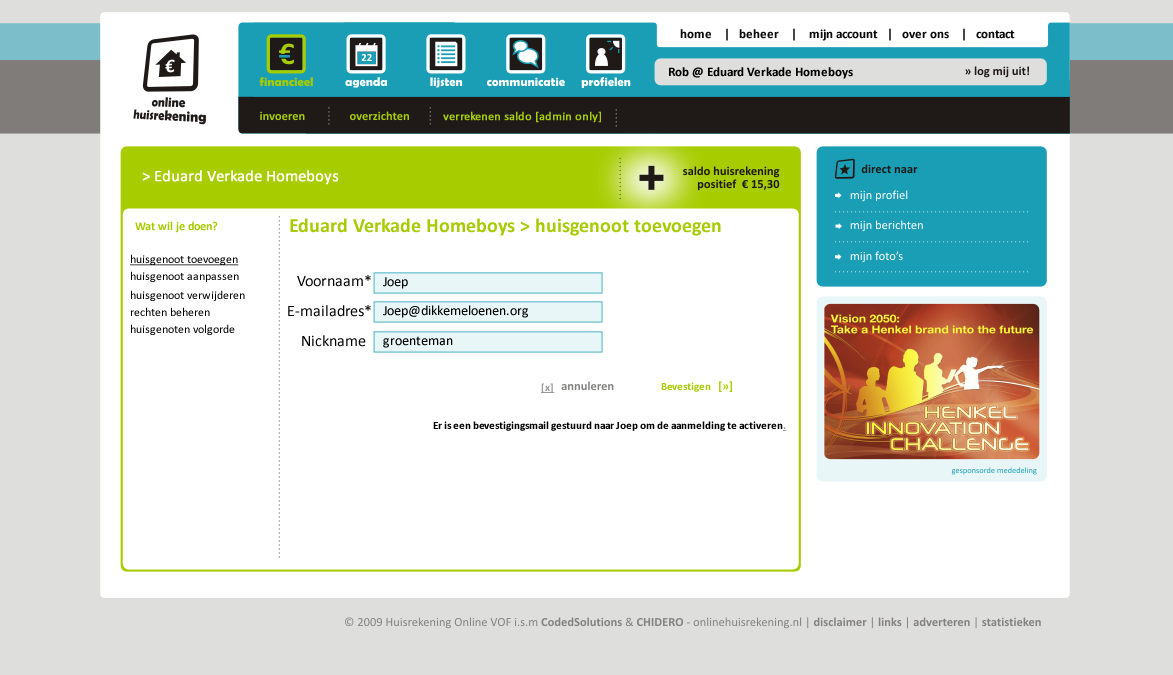 online
huisrekening
€
€
financieel
22
agenda
lijsten
communicatie
profielen
home | beheer | mijn account | over ons | contact
Rob @ Eduard Verkade Homeboys » log mij uit!
invoeren overzichten verrekenen saldo [admin only]
> Eduard Verkade Homeboys
saldo huisrekening
positief € 15,30
Wat wil je doen?
huisgenoot toevoegen
huisgenoot aanpassen
huisgenoot verwijderen
rechten beheren
huisgenoten volgorde
Eduard Verkade Homeboys > huisgenoot toevoegen
Voornaam* Joep
E-mailadres* Joep@dikkemeloenen.org
Nickname groenteman
[x] annuleren Bevestigen [»]
Er is een bevestigingsmail gestuurd naar Joep om de aanmelding te activeren.
direct naar
mijn profiel
mijn berichten
mijn foto's
Vision 2050:
Take a Henkel brand into the future
HENKEL
INNOVATION
CHALLENGE
gesponsorde mededeling
© 2009 Huisrekening Online VOF i.s.m CodedSolutions & CHIDERO - onlinehuisrekening.nl | disclaimer | links | adverteren | statistieken